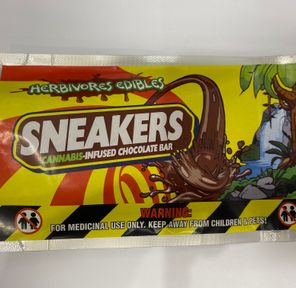 HERBIVORES EDIBLES
SNEAKERS
CANNABIS-INFUSED CHOCOLATE BAR
WARNING:
FOR MEDICINAL USE ONLY. KEEP AWAY FROM CHILDREN & PETS!